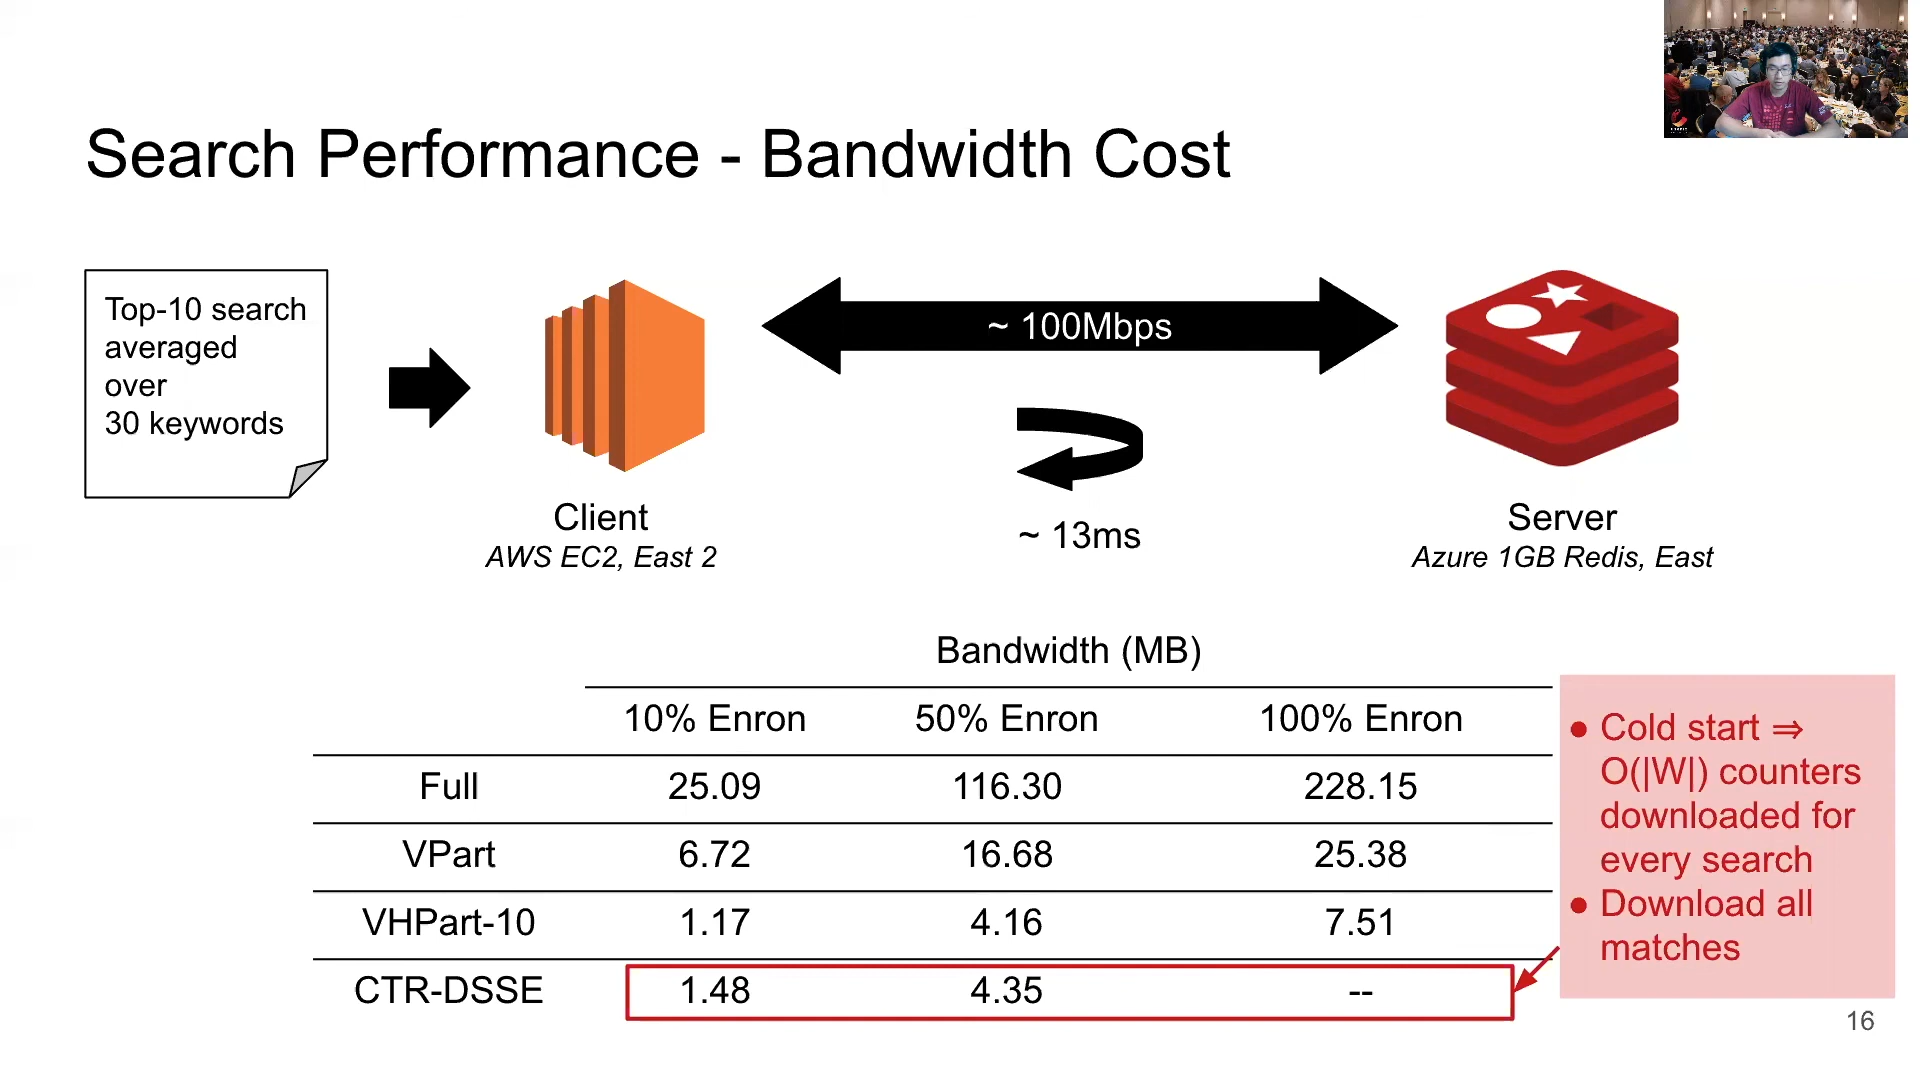 Search Performance - Bandwidth Cost
Top-10 search
averaged
over
30 keywords
~ 100Mbps
~ 13ms
Client
AWS EC2, East 2
Server
Azure 1GB Redis, East
Bandwidth (MB)
10% Enron 50% Enron 100% Enron
Full 25.09 116.30 228.15
VPart 6.72 16.68 25.38
VHPart-10 1.17 4.16 7.51
CTR-DSSE 1.48 4.35 --
● Cold start ⇒
O(|W|) counters
downloaded for
every search
● Download all
matches
16